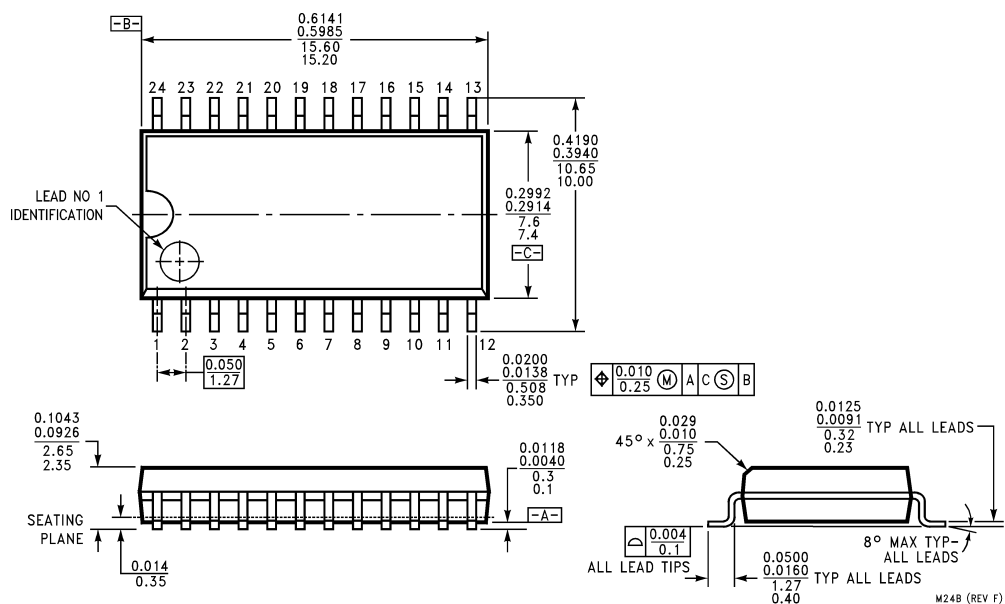 -B-
0.6141
0.5985
15.60
15.20
24 23 22 21 20 19 18 17 16 15 14 13
LEAD NO 1
IDENTIFICATION
0.4190
0.3940
10.65
10.00
0.2992
0.2914
7.6
7.4
-C-
1 2 3 4 5 6 7 8 9 10 11 12
0.050
1.27
0.0200
0.0138
0.508
0.350
TYP
⌖ 0.010 0.25 Ⓜ A C Ⓢ B
0.1043
0.0926
2.65
2.35
SEATING
PLANE
0.014
0.35
0.0118
0.0040
0.3
0.1
-A-
45° x
0.029
0.010
0.75
0.25
0.0125
0.0091
0.32
0.23
TYP ALL LEADS
0.004
0.1
ALL LEAD TIPS
8° MAX TYP-
ALL LEADS
0.0500
0.0160
1.27
0.40
TYP ALL LEADS
M24B (REV F)